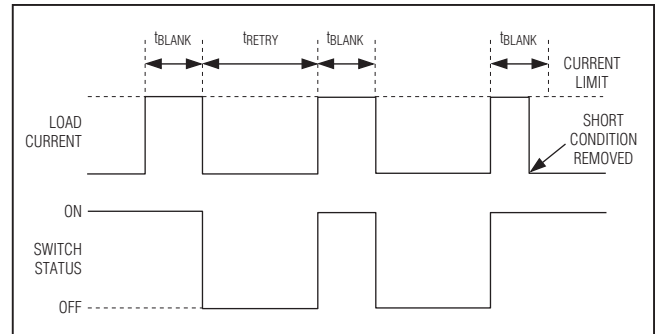 tBLANK
tRETRY
tBLANK
tBLANK
CURRENT
LIMIT
LOAD
CURRENT
SHORT
CONDITION
REMOVED
ON
SWITCH
STATUS
OFF